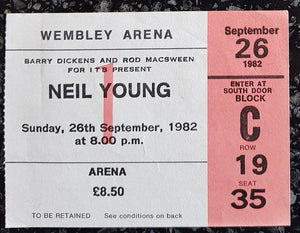 WEMBLEY ARENA
BARRY DICKENS AND ROD MACSWEEN
FOR ITB PRESENT
NEIL YOUNG
1
Sunday, 26th September, 1982
at 8.00 p.m.
ARENA
£8.50
TO BE RETAINED See conditions on back
September
26
1982
ENTER AT
SOUTH DOOR
BLOCK
C
ROW
19
SEAT
35